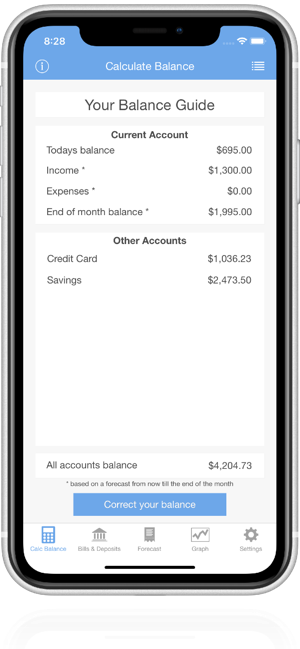 8:28
Calculate Balance
Your Balance Guide
Current Account
Todays balance $695.00
Income * $1,300.00
Expenses * $0.00
End of month balance * $1,995.00
Other Accounts
Credit Card $1,036.23
Savings $2,473.50
All accounts balance $4,204.73
* based on a forecast from now till the end of the month
Correct your balance
Calc Balance Bills & Deposits Forecast Graph Settings